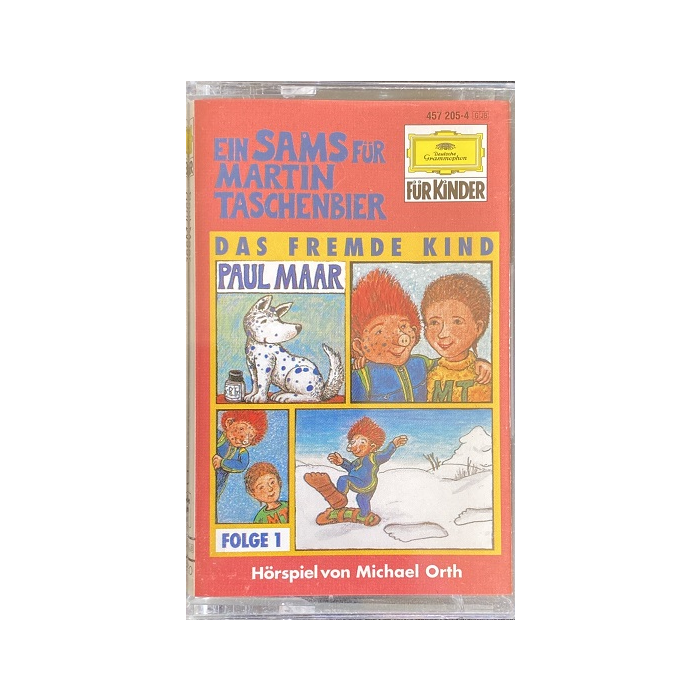 457 205-4
EIN SAMS FÜR
MARTIN
TASCHENBIER
Deutsche
Grammophon
FÜR KINDER
DAS FREMDE KIND
PAUL MAAR
MT
MT
FOLGE 1
Hörspiel von Michael Orth